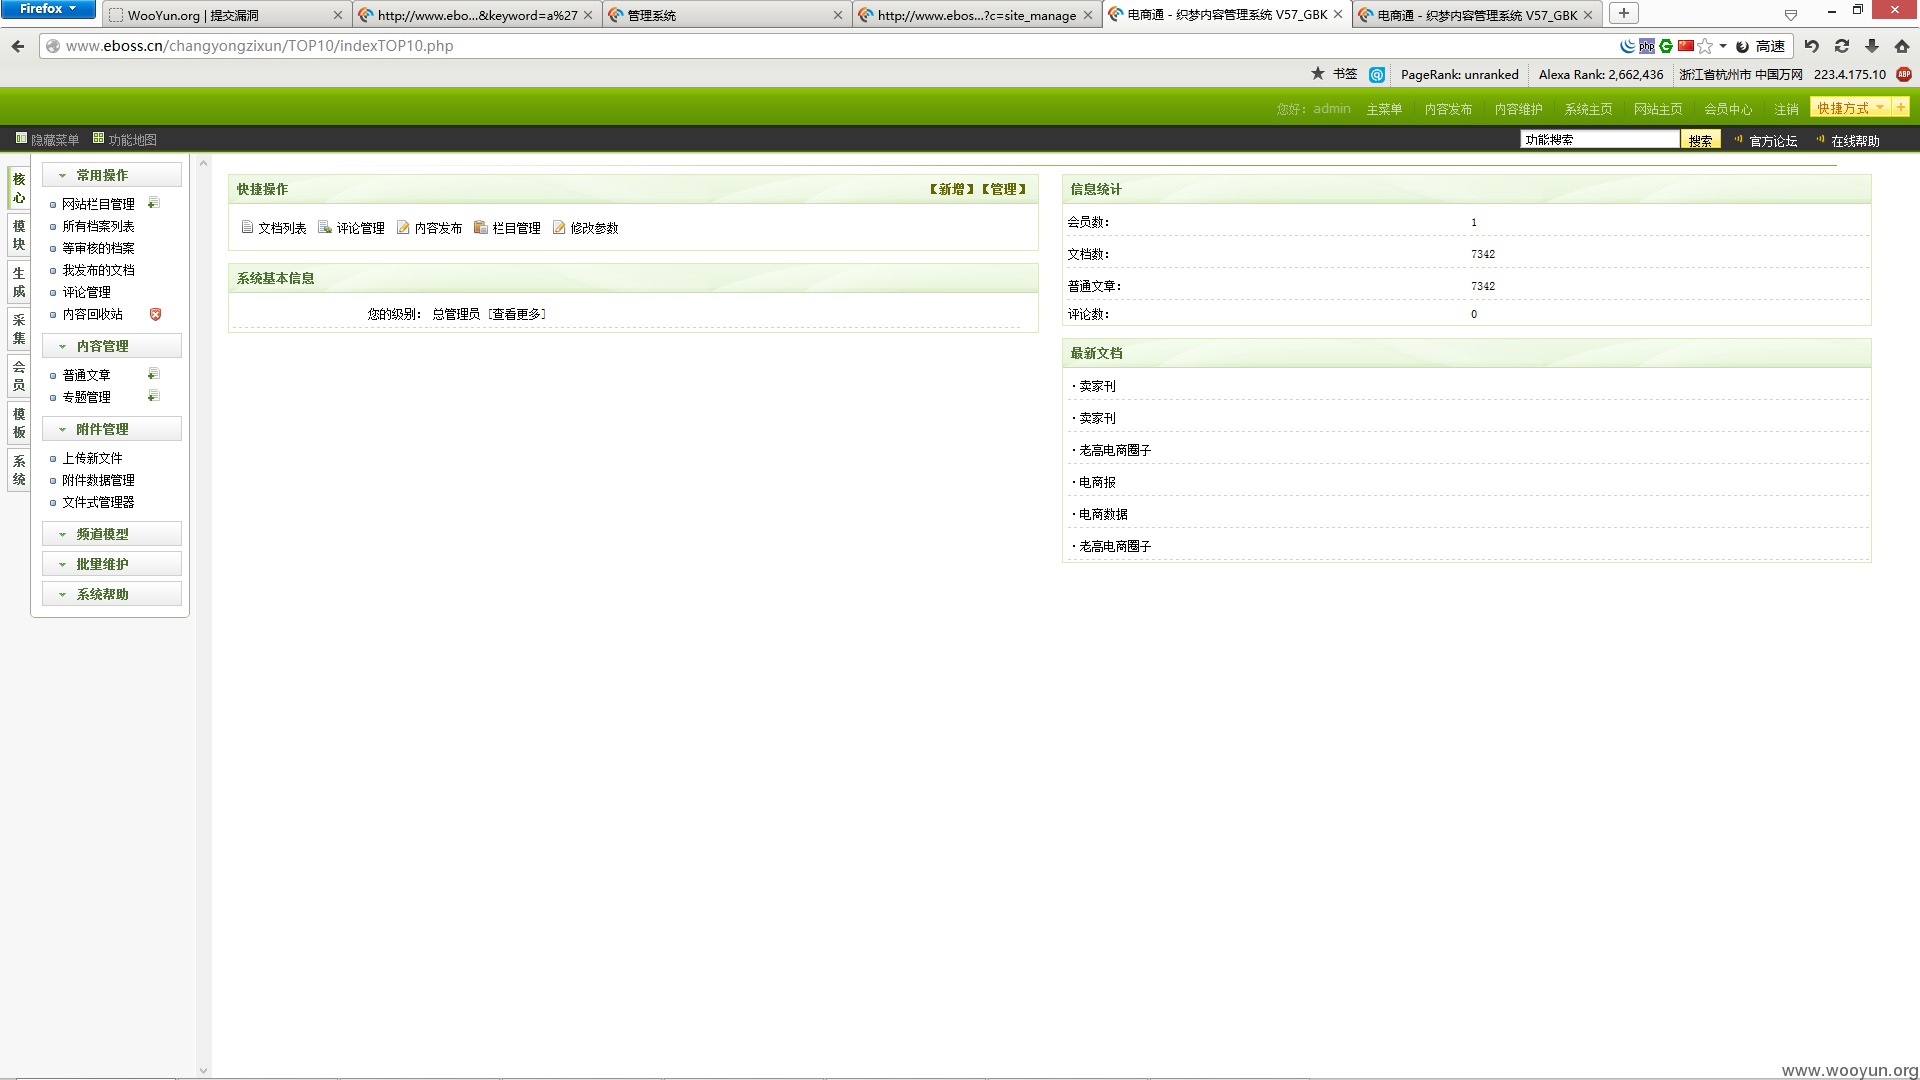 Firefox
WooYun.org | 提交漏洞
http://www.ebo...&keyword=a%27
管理系统
http://www.ebos...?c=site_manage
电商通 - 织梦内容管理系统 V57_GBK
电商通 - 织梦内容管理系统 V57_GBK
www.eboss.cn/changyongzixun/TOP10/indexTOP10.php
php
高速
书签
PageRank: unranked
Alexa Rank: 2,662,436
浙江省杭州市 中国万网
223.4.175.10
ABP
您好：admin
主菜单
内容发布
内容维护
系统主页
网站主页
会员中心
注销
快捷方式
隐藏菜单
功能地图
功能搜索
搜索
官方论坛
在线帮助
核心
模块
生成
采集
会员
模板
系统
常用操作
网站栏目管理
所有档案列表
等审核的档案
我发布的文档
评论管理
内容回收站
内容管理
普通文章
专题管理
附件管理
上传新文件
附件数据管理
文件式管理器
频道模型
批量维护
系统帮助
快捷操作
【新增】【管理】
文档列表
评论管理
内容发布
栏目管理
修改参数
系统基本信息
您的级别： 总管理员 [查看更多]
信息统计
会员数： 1
文档数： 7342
普通文章： 7342
评论数： 0
最新文档
·卖家刊
·卖家刊
·老高电商圈子
·电商报
·电商数据
·老高电商圈子
www.wooyun.org